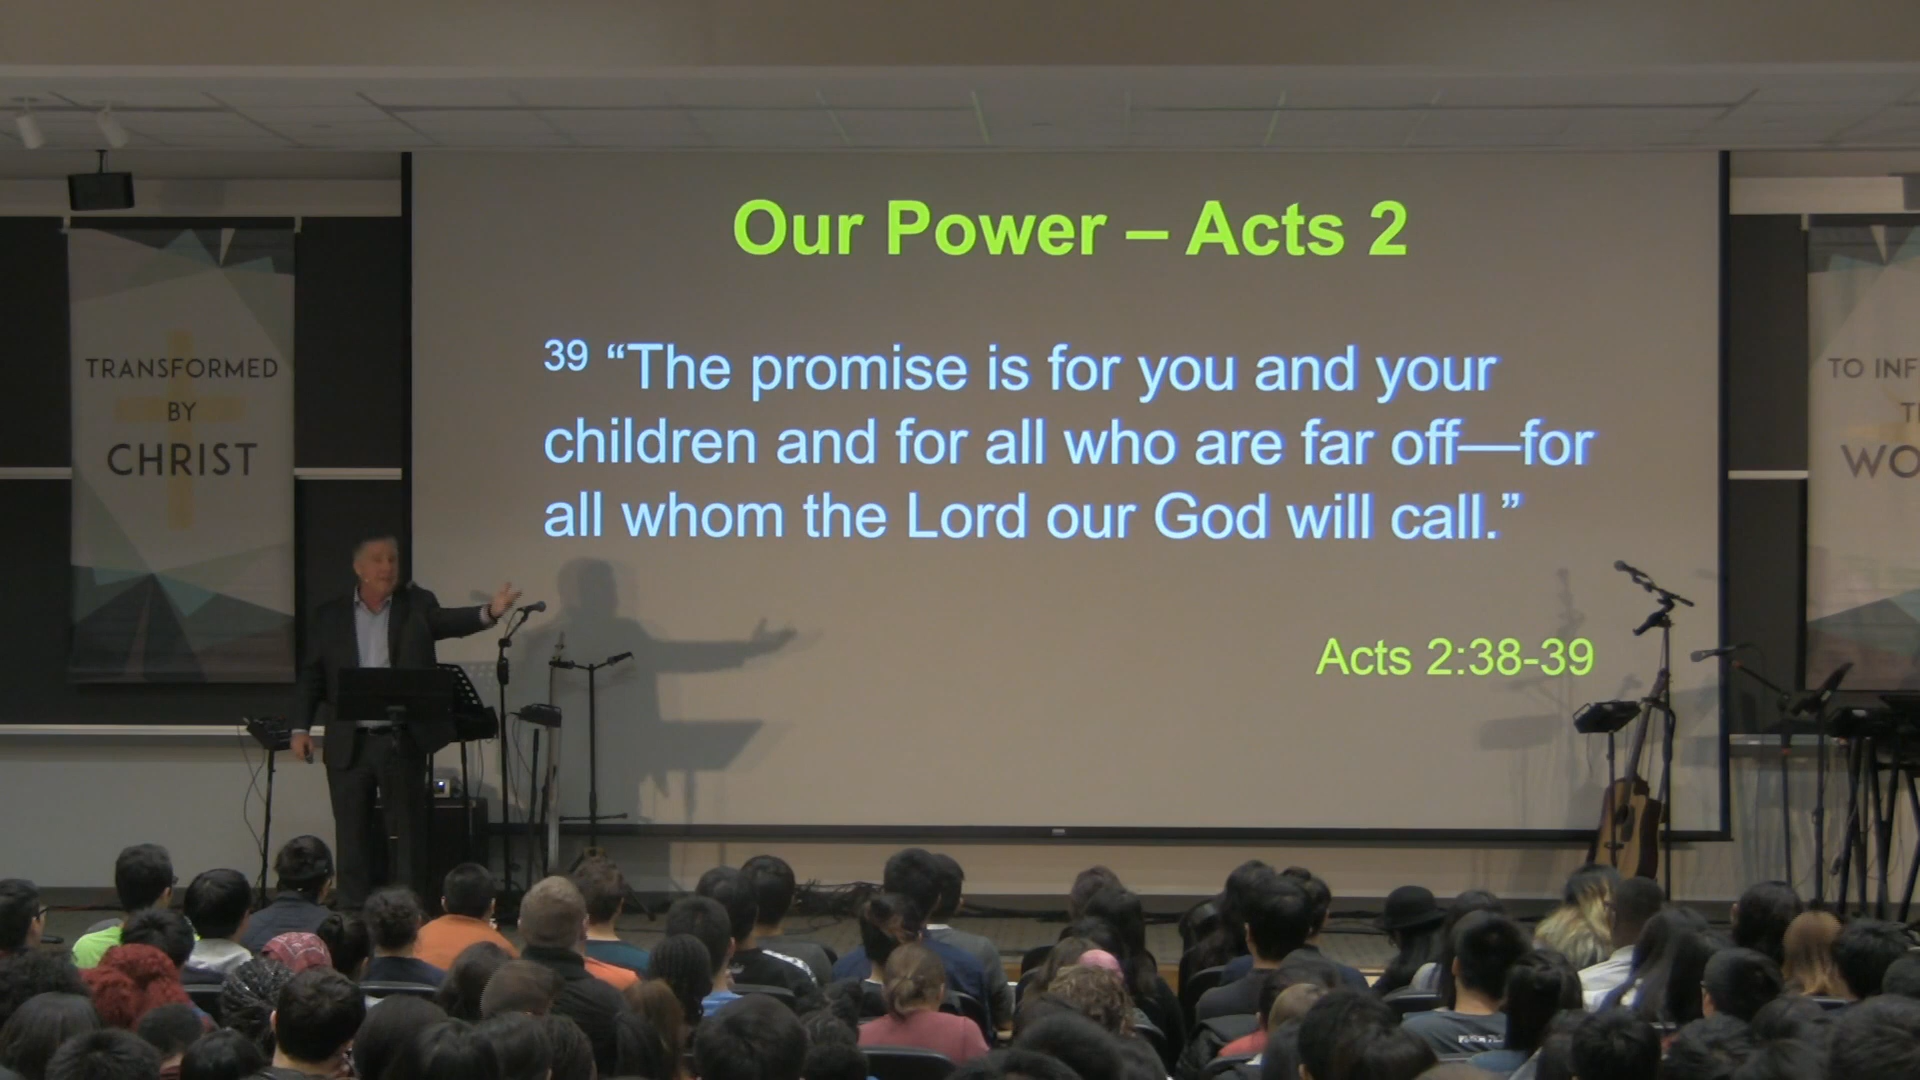 Our Power – Acts 2
39 “The promise is for you and your
children and for all who are far off—for
all whom the Lord our God will call.”
Acts 2:38-39
TRANSFORMED
BY
CHRIST
TO INF
WO